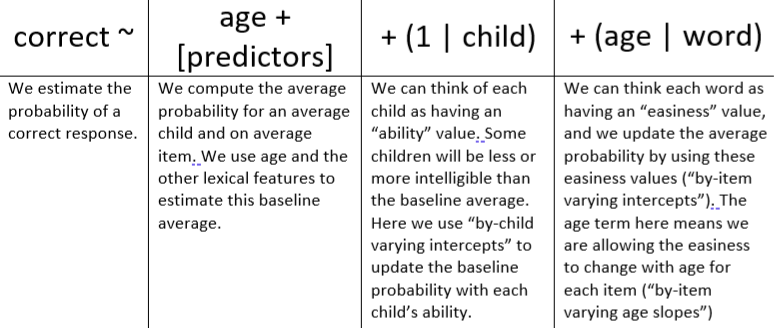 correct ~
age +
[predictors]
+ (1 | child)
+ (age | word)
We estimate the
probability of a
correct response.
We compute the average
probability for an average
child and on average
item. We use age and the
other lexical features to
estimate this baseline
average.
We can think of each
child as having an
“ability” value. Some
children will be less or
more intelligible than
the baseline average.
Here we use “by-child
varying intercepts” to
update the baseline
probability with each
child’s ability.
We can think each word as
having an “easiness” value,
and we update the average
probability by using these
easiness values (“by-item
varying intercepts”). The
age term here means we
are allowing the easiness
to change with age for
each item (“by-item
varying age slopes”)